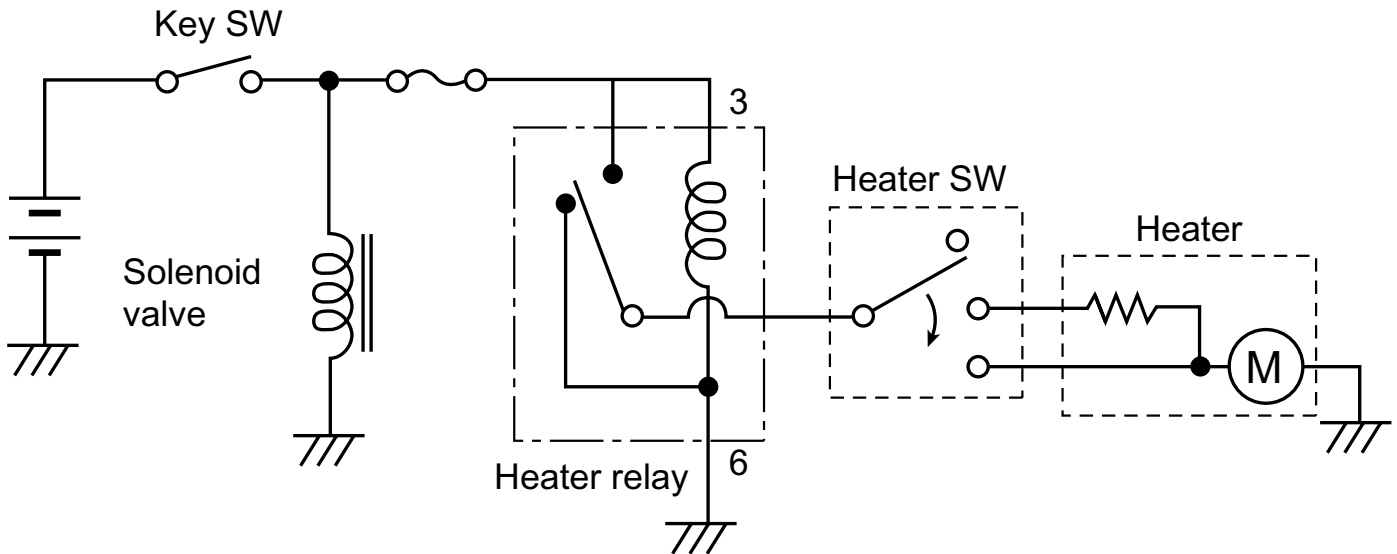 Key SW
3
Heater SW
Heater
Solenoid
valve
M
6
Heater relay